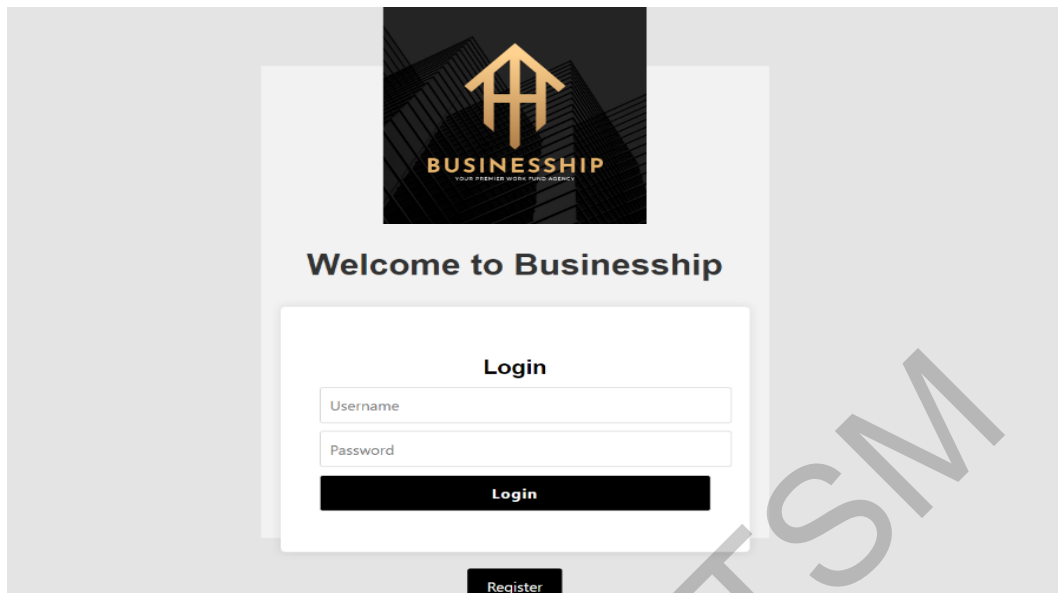 BUSINESSHIP
YOUR PREMIER WORK FUND AGENCY
Welcome to Businesship
Login
Username
Password
Login
Register
TSM